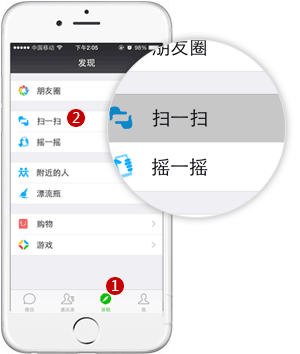 中国移动 下午2:05
发现
朋友圈
扫一扫
2
摇一摇
附近的人
漂流瓶
购物
游戏
1
微信 通讯录 发现 我
朋友圈
扫一扫
摇一摇